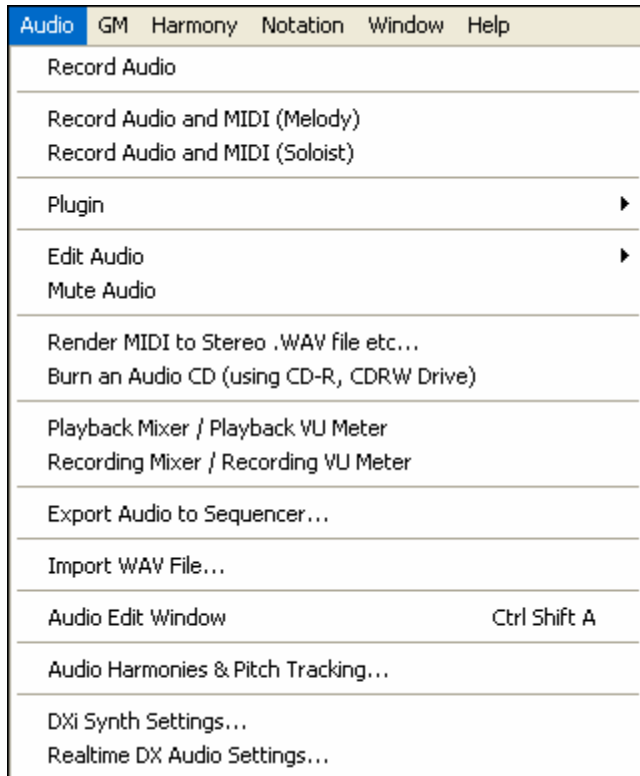 Audio GM Harmony Notation Window Help
Record Audio
Record Audio and MIDI (Melody)
Record Audio and MIDI (Soloist)
Plugin
Edit Audio
Mute Audio
Render MIDI to Stereo .WAV file etc...
Burn an Audio CD (using CD-R, CDRW Drive)
Playback Mixer / Playback VU Meter
Recording Mixer / Recording VU Meter
Export Audio to Sequencer...
Import WAV File...
Audio Edit Window Ctrl Shift A
Audio Harmonies & Pitch Tracking...
DXi Synth Settings...
Realtime DX Audio Settings...